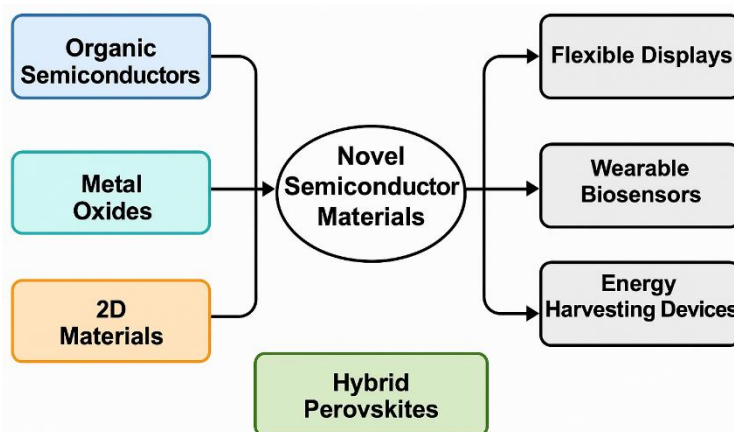 Organic
Semiconductors
Metal
Oxides
2D
Materials
Novel
Semiconductor
Materials
Flexible Displays
Wearable
Biosensors
Energy
Harvesting Devices
Hybrid
Perovskites